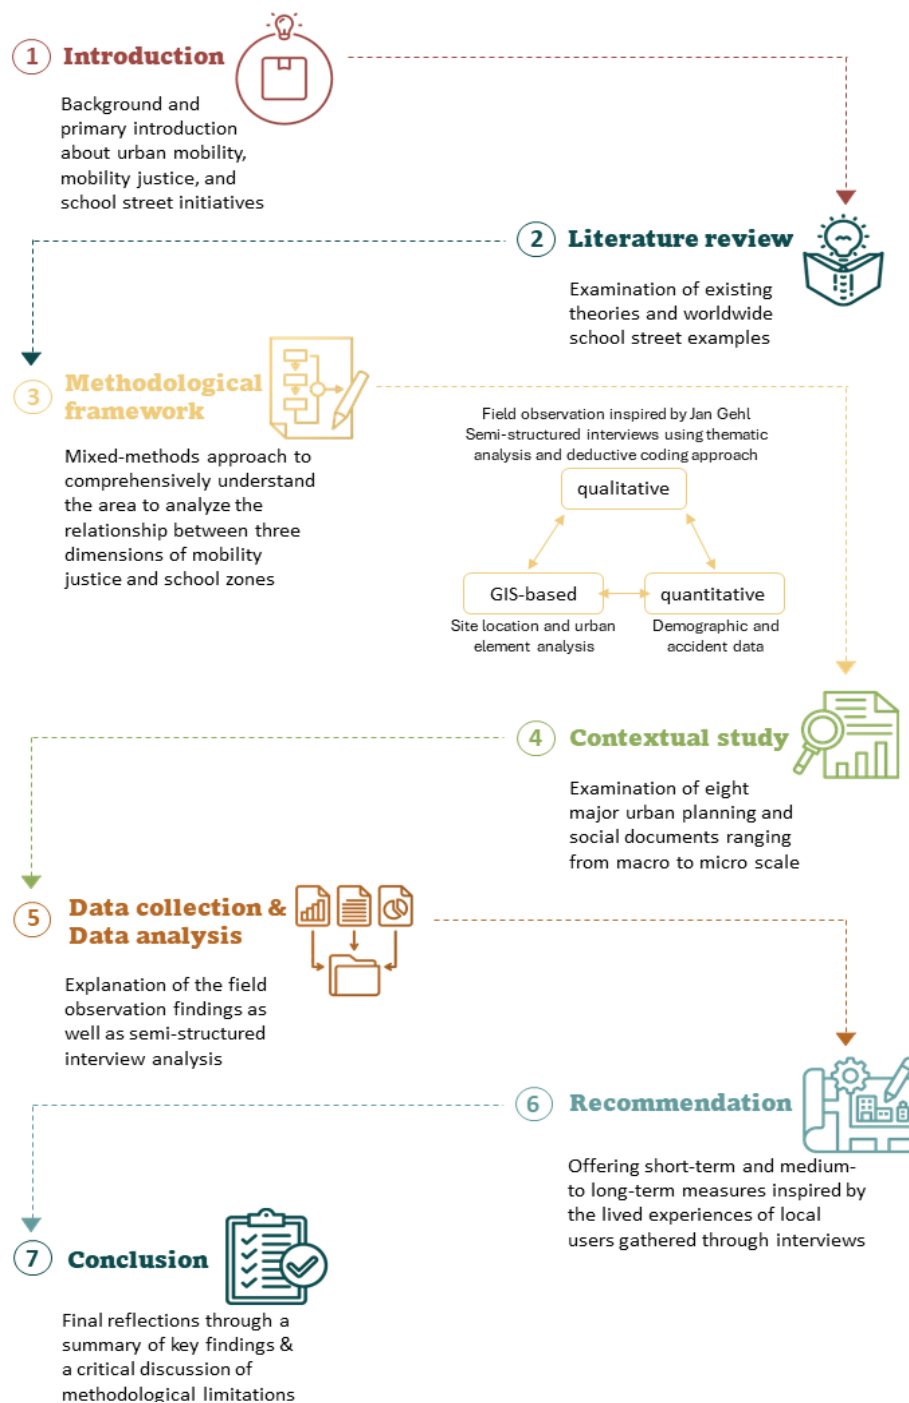 1 Introduction
Background and
primary introduction
about urban mobility,
mobility justice, and
school street initiatives
2 Literature review
Examination of existing
theories and worldwide
school street examples
3 Methodological
framework
Mixed-methods approach to
comprehensively understand
the area to analyze the
relationship between three
dimensions of mobility
justice and school zones
Field observation inspired by Jan Gehl
Semi-structured interviews using thematic
analysis and deductive coding approach
qualitative
GIS-based
quantitative
Site location and urban
element analysis
Demographic and
accident data
4 Contextual study
Examination of eight
major urban planning and
social documents ranging
from macro to micro scale
5 Data collection &
Data analysis
Explanation of the field
observation findings as
well as semi-structured
interview analysis
6 Recommendation
Offering short-term and medium-
to long-term measures inspired by
the lived experiences of local
users gathered through interviews
7 Conclusion
Final reflections through a
summary of key findings &
a critical discussion of
methodological limitations